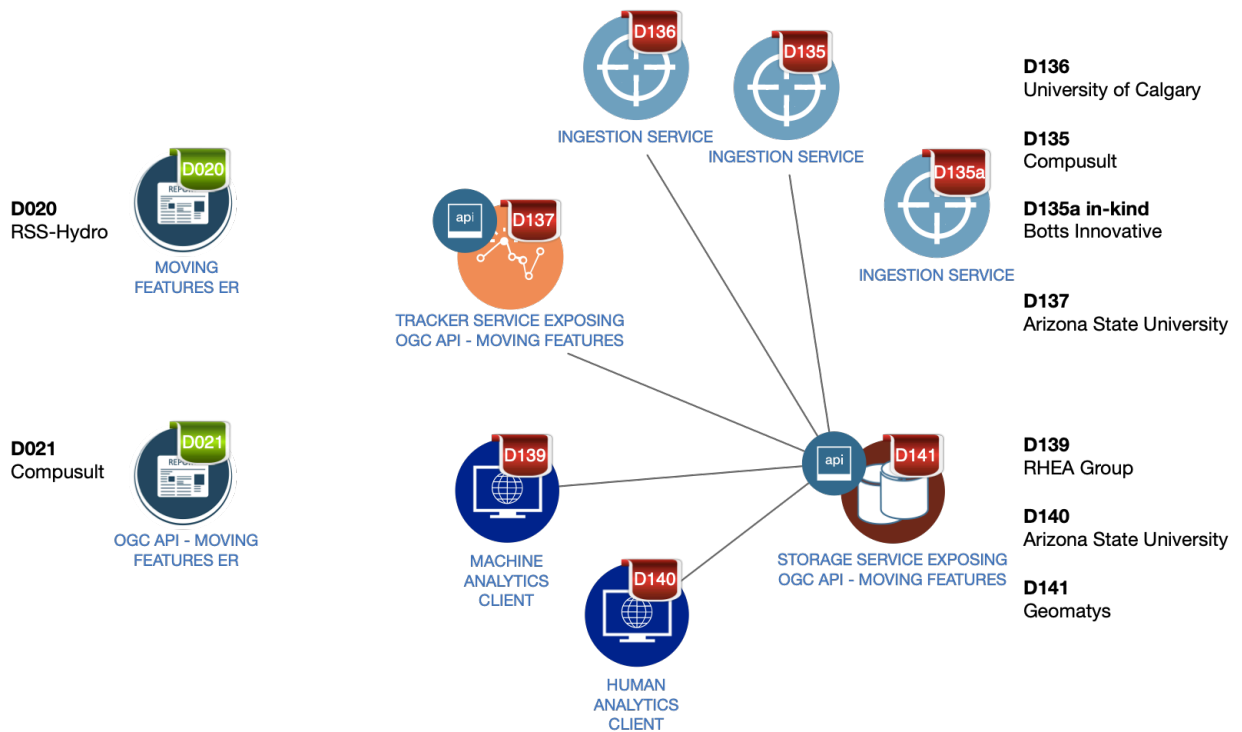 D136
INGESTION SERVICE
D135
INGESTION SERVICE
D135a
INGESTION SERVICE
D020
RSS-Hydro
D020
MOVING
FEATURES ER
api
D137
TRACKER SERVICE EXPOSING
OGC API - MOVING FEATURES
D021
Compusult
D021
OGC API - MOVING
FEATURES ER
D139
MACHINE
ANALYTICS
CLIENT
D140
HUMAN
ANALYTICS
CLIENT
api
D141
STORAGE SERVICE EXPOSING
OGC API - MOVING FEATURES
D136
University of Calgary
D135
Compusult
D135a in-kind
Botts Innovative
D137
Arizona State University
D139
RHEA Group
D140
Arizona State University
D141
Geomatys